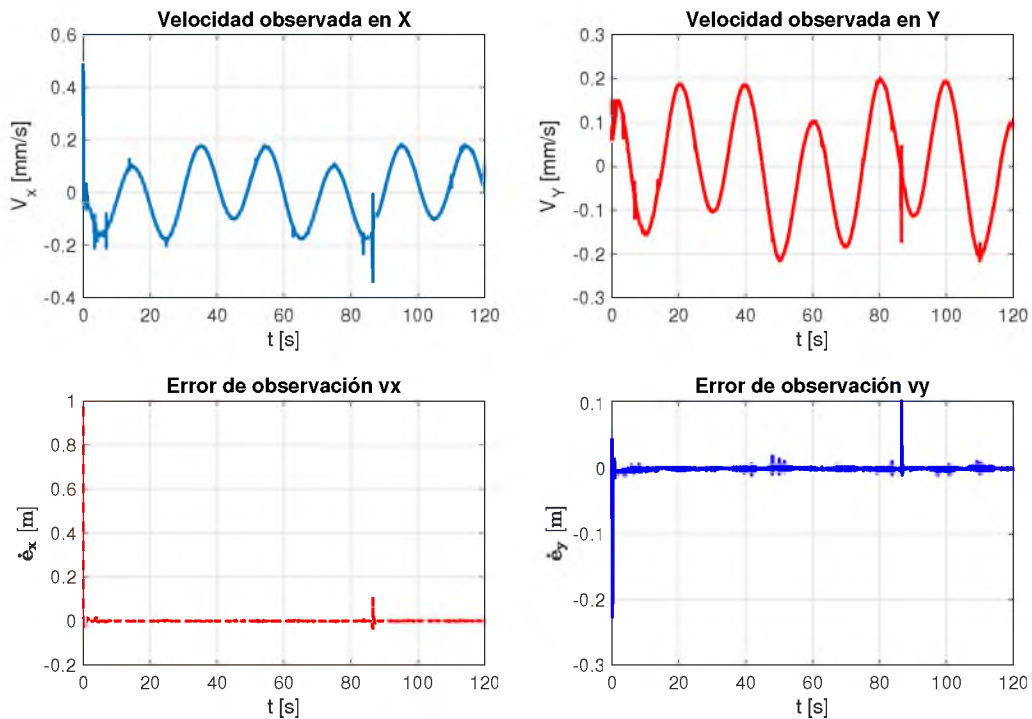 Velocidad observada en X
0.6
0.4
0.2
0
-0.2
-0.4
V_x [mm/s]
0 20 40 60 80 100 120
t [s]
Velocidad observada en Y
0.3
0.2
0.1
0
-0.1
-0.2
-0.3
V_Y [mm/s]
0 20 40 60 80 100 120
t [s]
Error de observación vx
1
0.8
0.6
0.4
0.2
0
-0.2
ė_x [m]
0 20 40 60 80 100 120
t [s]
Error de observación vy
0.1
0
-0.1
-0.2
-0.3
ė_y [m]
0 20 40 60 80 100 120
t [s]